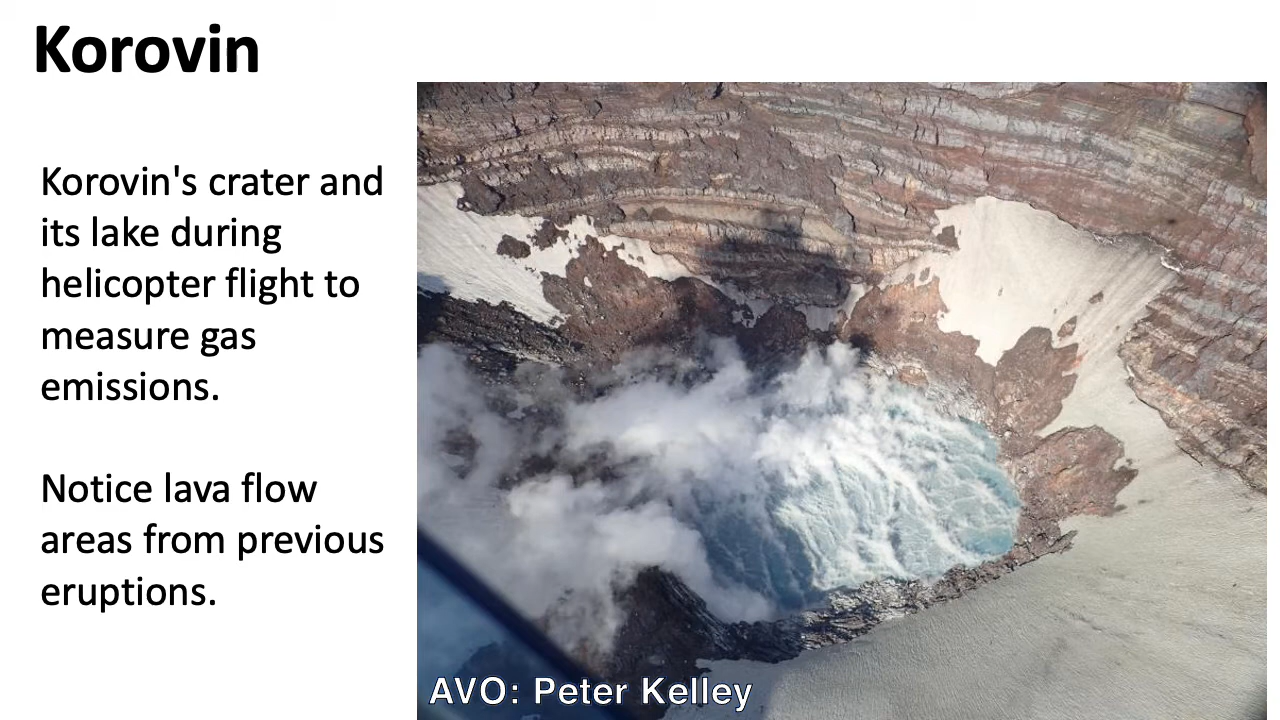 Korovin
Korovin's crater and
its lake during
helicopter flight to
measure gas
emissions.
Notice lava flow
areas from previous
eruptions.
AVO: Peter Kelley